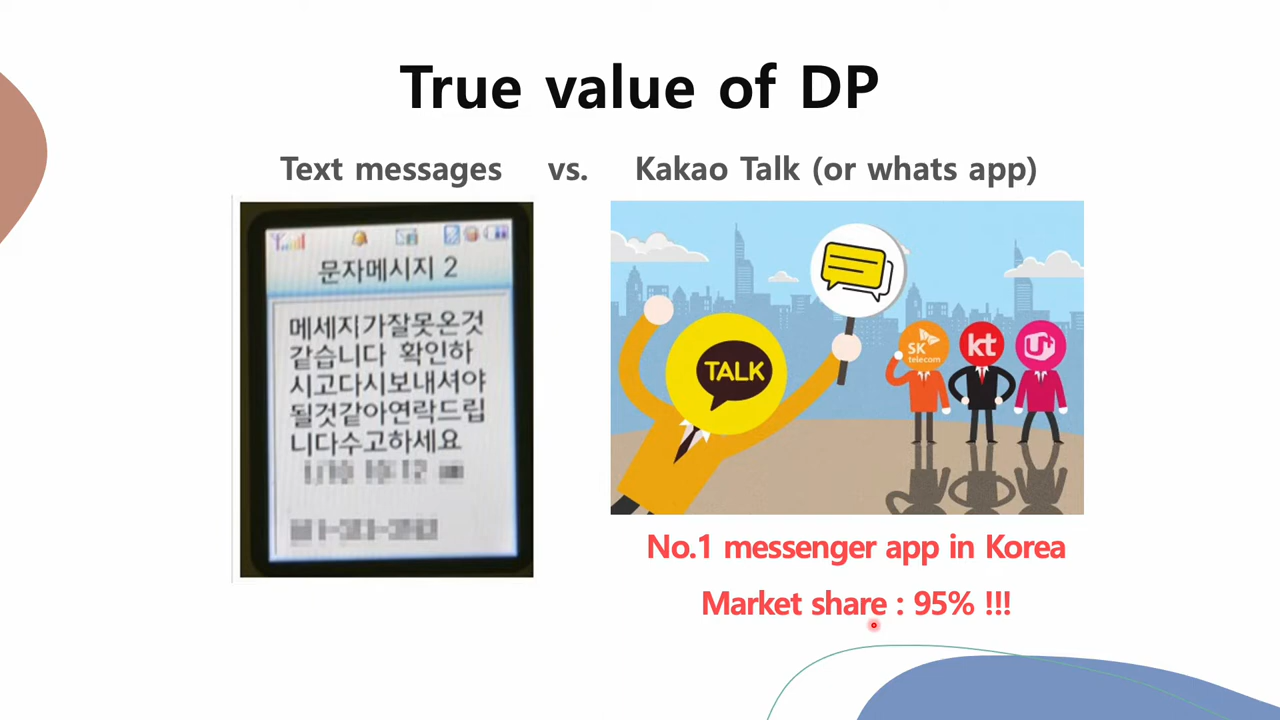 True value of DP
Text messages vs. Kakao Talk (or whats app)
문자메시지 2
메세지가잘못온것
같습니다 확인하
시고다시보내셔야
될것같아연락드립
니다수고하세요
TALK
SK
telecom
kt
U+
No.1 messenger app in Korea
Market share : 95% !!!